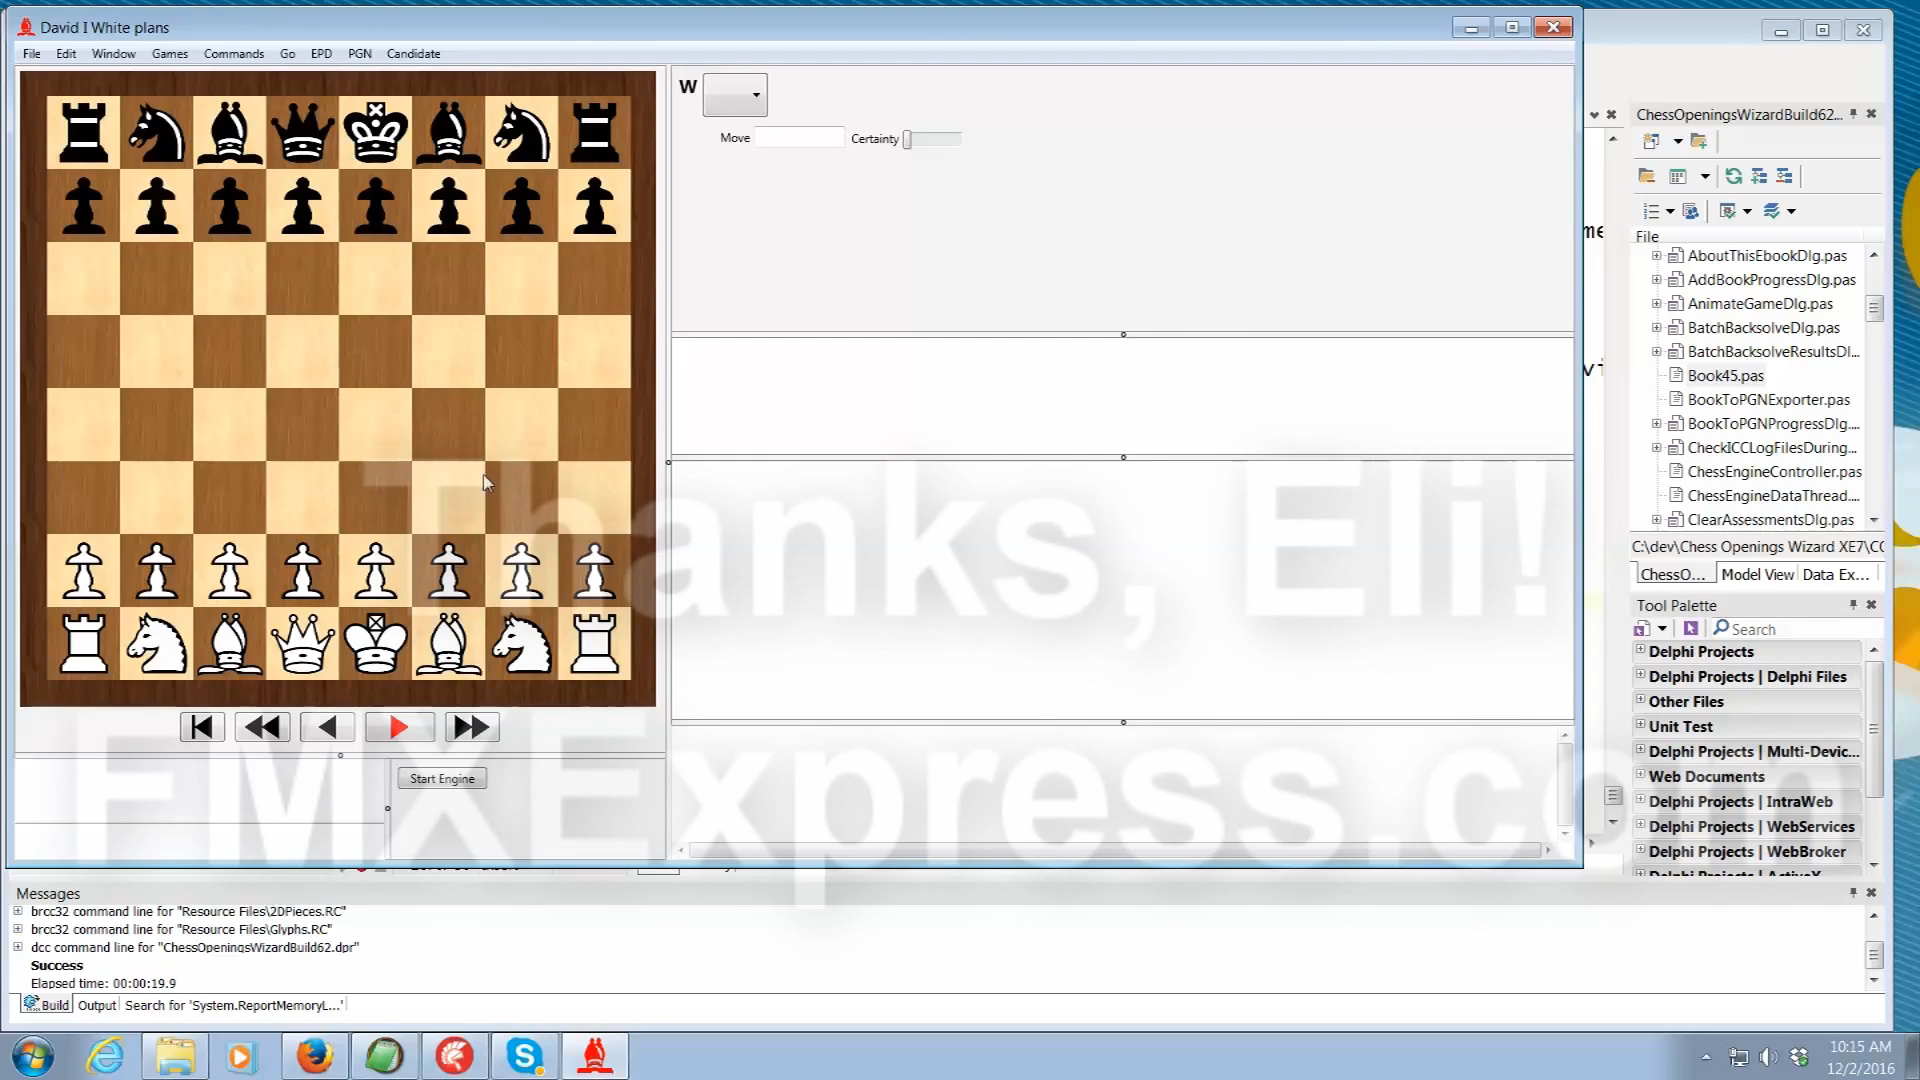 David I White plans
File Edit Window Games Commands Go EPD PGN Candidate
W
Move Certainty
Thanks, Eli!
FMXExpress.com
Start Engine
ChessOpeningsWizardBuild62...
File
AboutThisEbookDlg.pas
AddBookProgressDlg.pas
AnimateGameDlg.pas
BatchBacksolveDlg.pas
BatchBacksolveResultsDl...
Book45.pas
BookToPGNExporter.pas
BookToPGNProgressDlg....
CheckICCLogFilesDuring...
ChessEngineController.pas
ChessEngineDataThread....
ClearAssessmentsDlg.pas
C:\dev\Chess Openings Wizard XE7\CO
ChessO... Model View Data Ex...
Tool Palette
Search
Delphi Projects
Delphi Projects | Delphi Files
Other Files
Unit Test
Delphi Projects | Multi-Devic...
Web Documents
Delphi Projects | IntraWeb
Delphi Projects | WebServices
Delphi Projects | WebBroker
Delphi Projects | ActiveX
Messages
brcc32 command line for "Resource Files\2DPieces.RC"
brcc32 command line for "Resource Files\Glyphs.RC"
dcc command line for "ChessOpeningsWizardBuild62.dpr"
Success
Elapsed time: 00:00:19.9
Build Output Search for 'System.ReportMemoryL...'
10:15 AM
12/2/2016